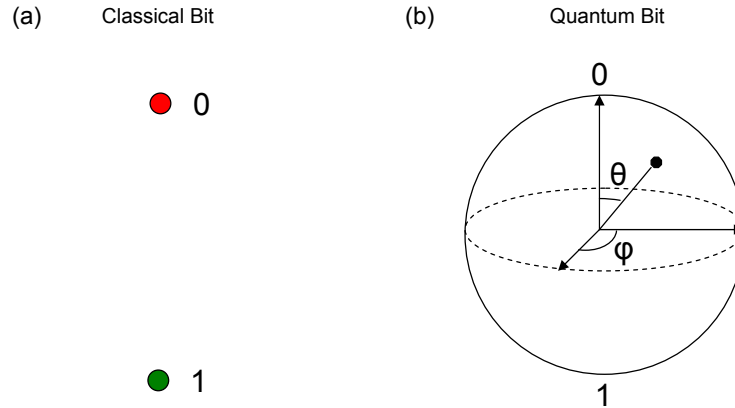 (a) Classical Bit
0
1
(b) Quantum Bit
0
θ
φ
1